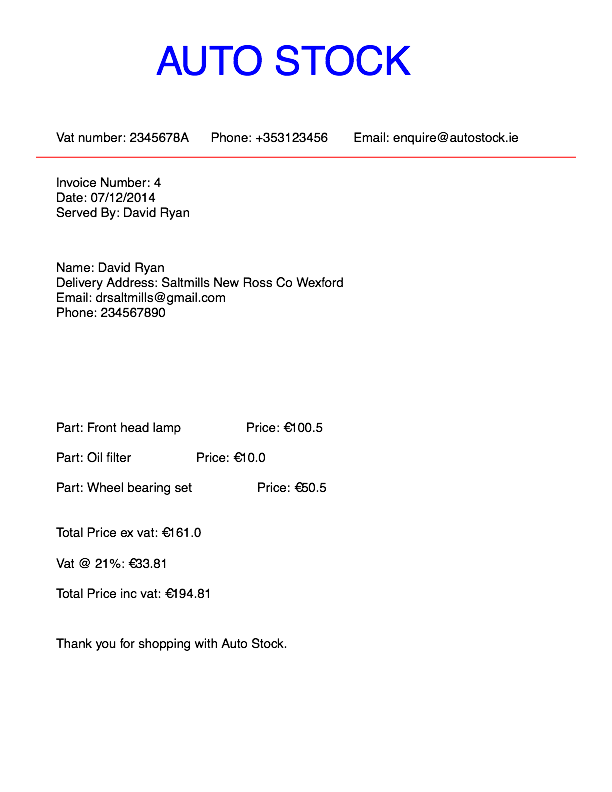 AUTO STOCK
Vat number: 2345678A Phone: +353123456 Email: enquire@autostock.ie
Invoice Number: 4
Date: 07/12/2014
Served By: David Ryan
Name: David Ryan
Delivery Address: Saltmills New Ross Co Wexford
Email: drsaltmills@gmail.com
Phone: 234567890
Part: Front head lamp Price: €100.5
Part: Oil filter Price: €10.0
Part: Wheel bearing set Price: €50.5
Total Price ex vat: €161.0
Vat @ 21%: €33.81
Total Price inc vat: €194.81
Thank you for shopping with Auto Stock.